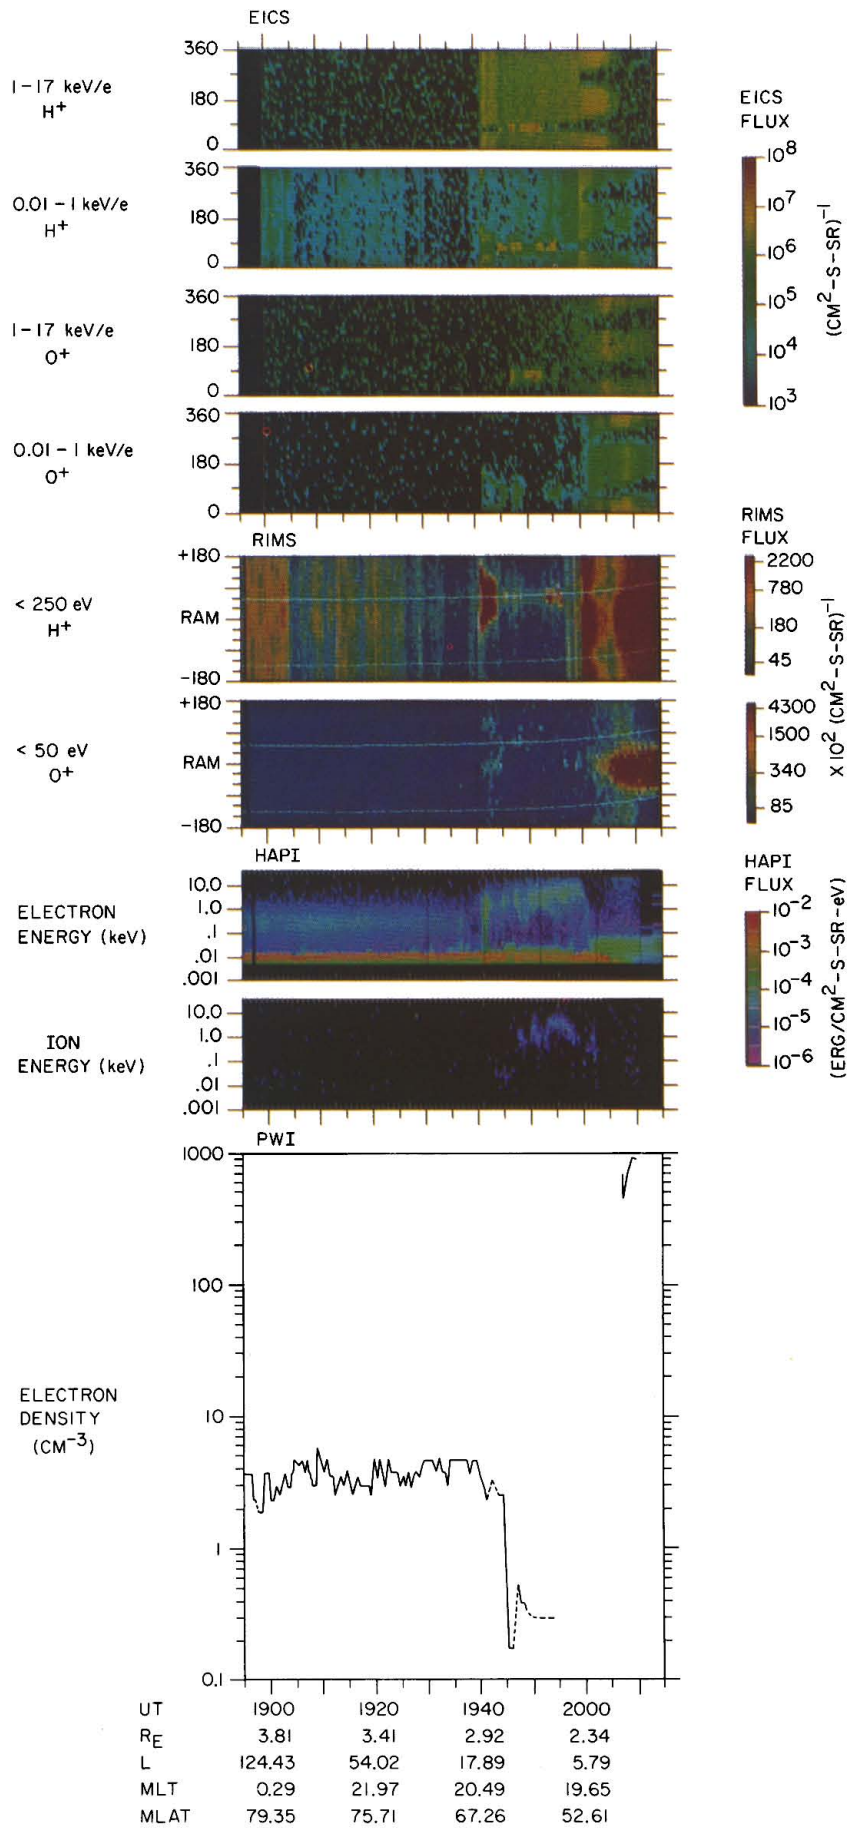 EICS
360
180
0
1-17 keV/e
H+
360
180
0
0.01-1 keV/e
H+
360
180
0
1-17 keV/e
O+
360
180
0
0.01-1 keV/e
O+
EICS
FLUX
10^8
10^7
10^6
10^5
10^4
10^3
(CM^2-S-SR)^-1
RIMS
+180
RAM
-180
< 250 eV
H+
+180
RAM
-180
< 50 eV
O+
RIMS
FLUX
2200
780
180
45
4300
1500
340
85
X10^2 (CM^2-S-SR)^-1
HAPI
10.0
1.0
.1
.01
.001
ELECTRON
ENERGY (keV)
10.0
1.0
.1
.01
.001
ION
ENERGY (keV)
HAPI
FLUX
10^-2
10^-3
10^-4
10^-5
10^-6
(ERG/CM^2-S-SR-eV)
PWI
1000
100
10
1
0.1
ELECTRON
DENSITY
(CM^-3)
UT 1900 1920 1940 2000
RE 3.81 3.41 2.92 2.34
L 124.43 54.02 17.89 5.79
MLT 0.29 21.97 20.49 19.65
MLAT 79.35 75.71 67.26 52.61